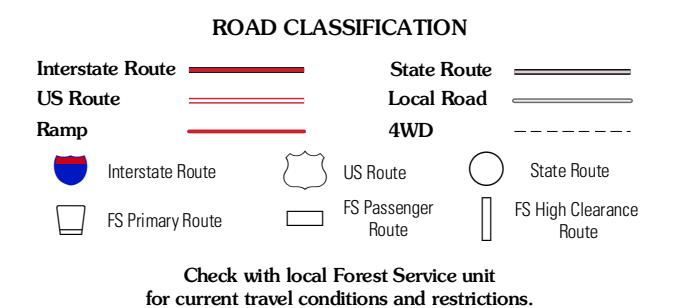 ROAD CLASSIFICATION
Interstate Route
State Route
US Route
Local Road
Ramp
4WD
Interstate Route
US Route
State Route
FS Primary Route
FS Passenger
Route
FS High Clearance
Route
Check with local Forest Service unit
for current travel conditions and restrictions.